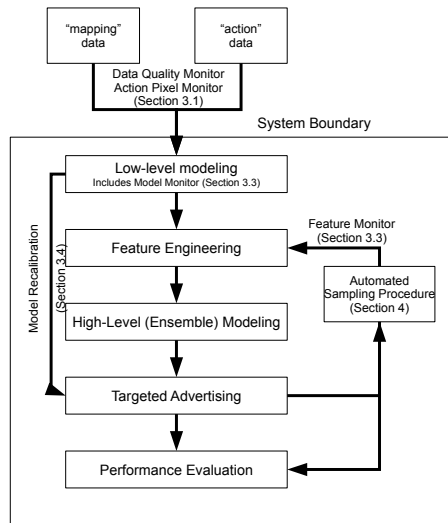 “mapping”
data
“action”
data
Data Quality Monitor
Action Pixel Monitor
(Section 3.1)
System Boundary
Low-level modeling
Includes Model Monitor (Section 3.3)
Feature Monitor
(Section 3.3)
Model Recalibration
(Section 3.4)
Feature Engineering
Automated
Sampling Procedure
(Section 4)
High-Level (Ensemble) Modeling
Targeted Advertising
Performance Evaluation